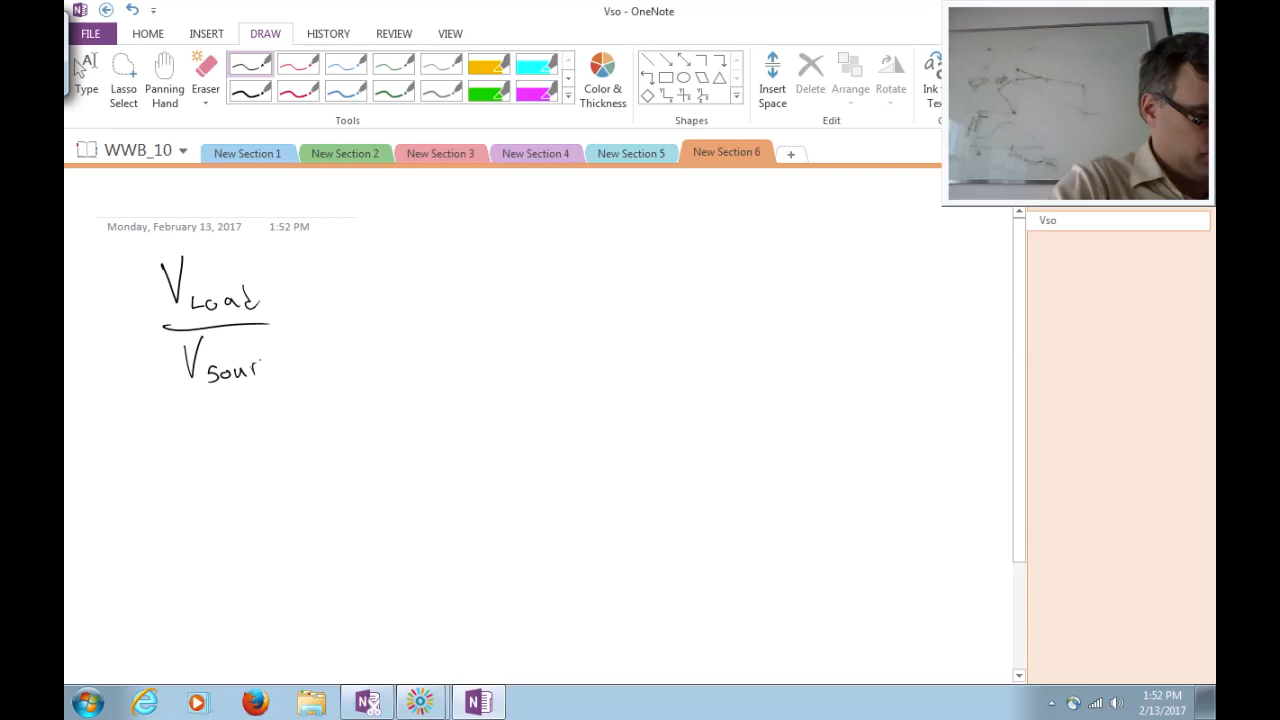 Vso - OneNote
FILE HOME INSERT DRAW HISTORY REVIEW VIEW
Type
Lasso Select
Panning Hand
Eraser
Color & Thickness
Insert Space
Delete
Arrange
Rotate
Ink to
Tools
Shapes
Edit
WWB_10
New Section 1
New Section 2
New Section 3
New Section 4
New Section 5
New Section 6
Vso
Monday, February 13, 2017 1:52 PM
VLoad
Vsour
1:52 PM
2/13/2017